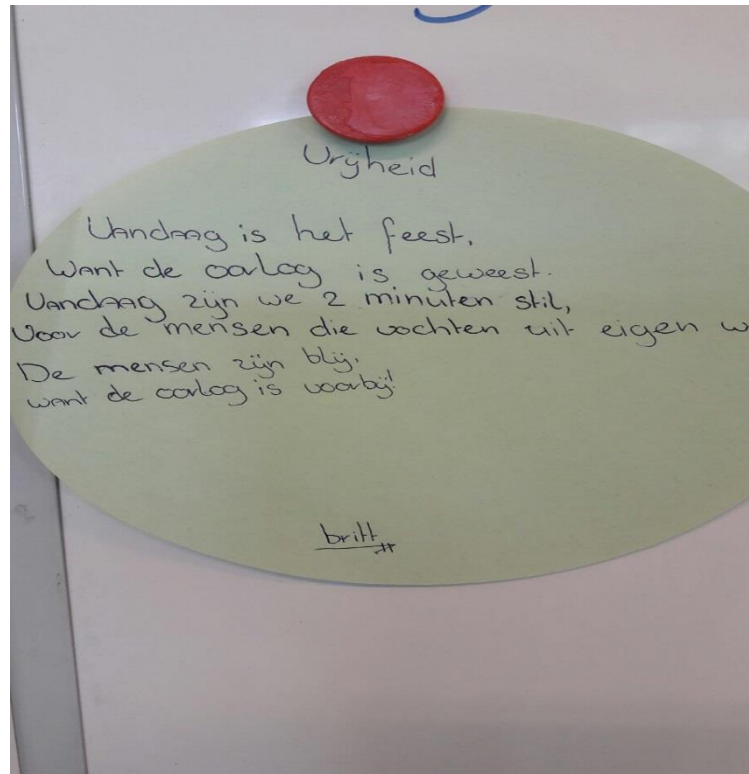 Vrijheid
Vandaag is het feest,
Want de oorlog is geweest.
Vandaag zijn we 2 minuten stil,
Voor de mensen die vochten uit eigen w
De mensen zijn blij,
want de oorlog is voorbij!
britt